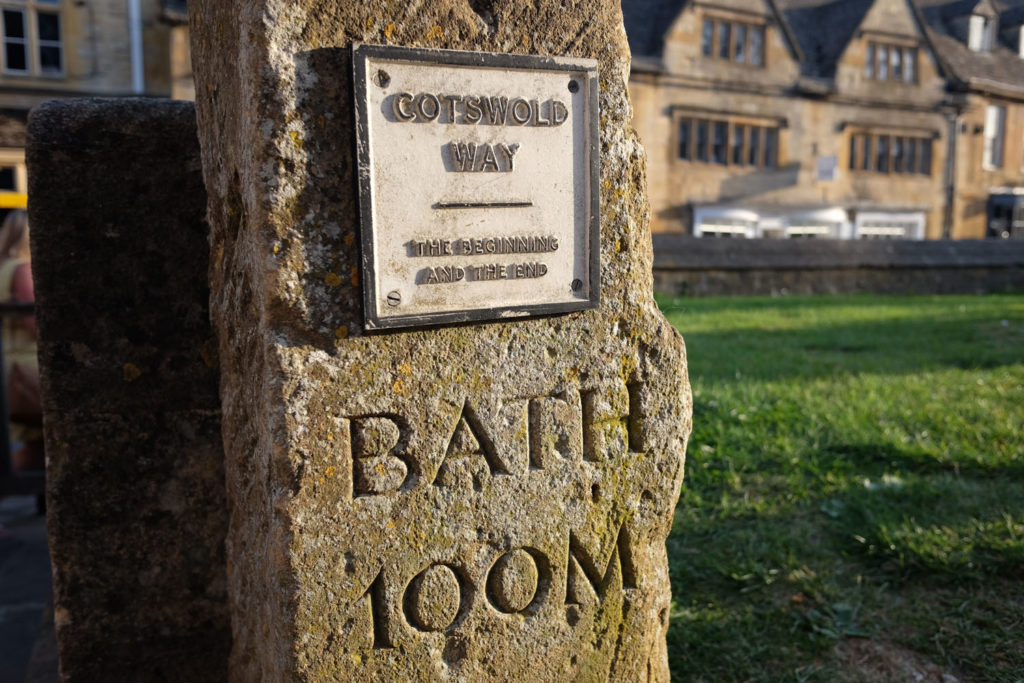 COTSWOLD
WAY
THE BEGINNING
AND THE END
BATH
100M